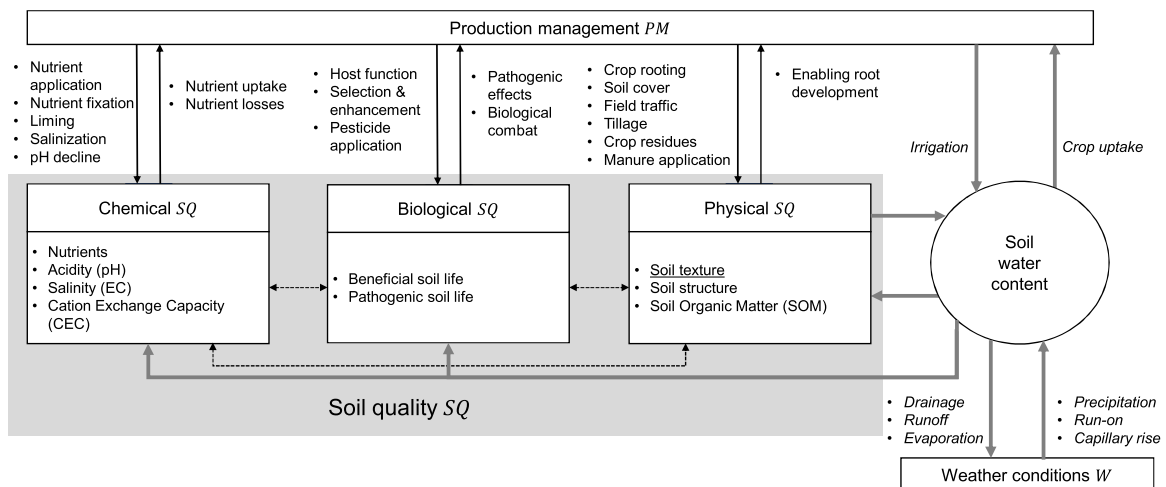 Production management PM
• Nutrient
application
• Nutrient fixation
• Liming
• Salinization
• pH decline
• Nutrient uptake
• Nutrient losses
• Host function
• Selection &
enhancement
• Pesticide
application
• Pathogenic
effects
• Biological
combat
• Crop rooting
• Soil cover
• Field traffic
• Tillage
• Crop residues
• Manure application
• Enabling root
development
Irrigation
Crop uptake
Chemical SQ
• Nutrients
• Acidity (pH)
• Salinity (EC)
• Cation Exchange Capacity
(CEC)
Biological SQ
• Beneficial soil life
• Pathogenic soil life
Physical SQ
• Soil texture
• Soil structure
• Soil Organic Matter (SOM)
Soil
water
content
Soil quality SQ
• Drainage
• Runoff
• Evaporation
• Precipitation
• Run-on
• Capillary rise
Weather conditions W